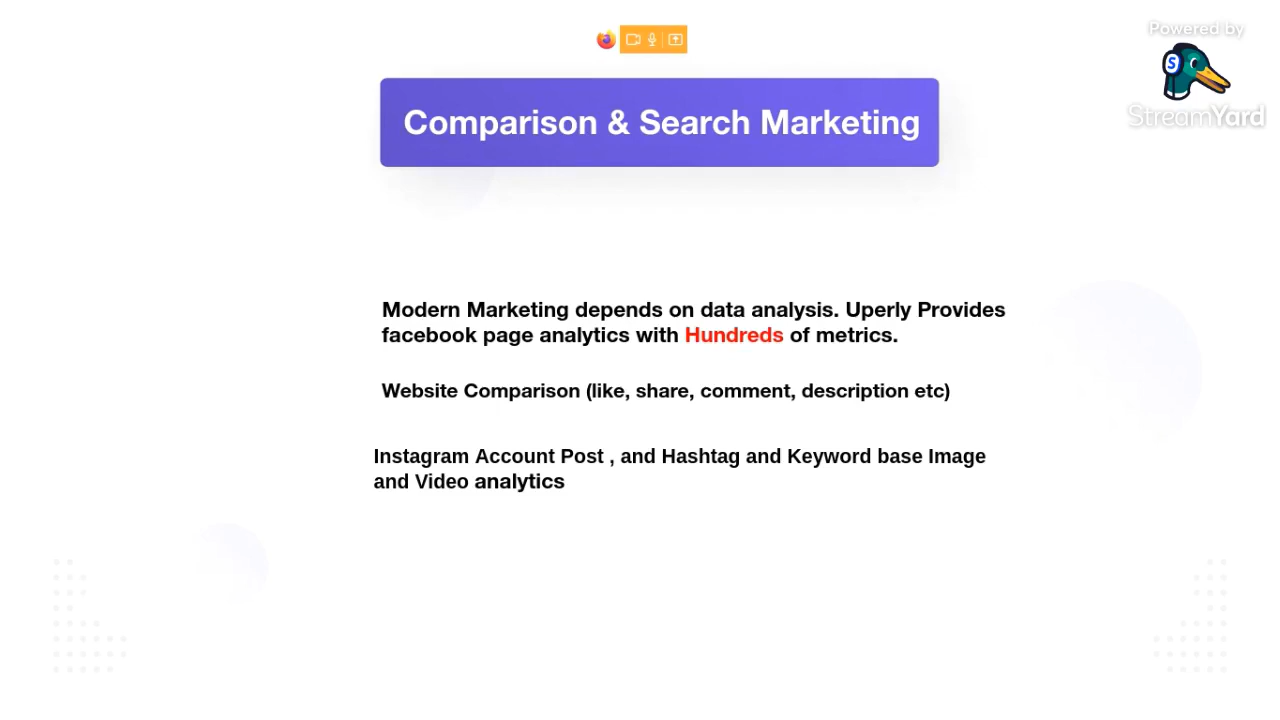 Powered by
S
StreamYard
Comparison & Search Marketing
Modern Marketing depends on data analysis. Uperly Provides
facebook page analytics with Hundreds of metrics.
Website Comparison (like, share, comment, description etc)
Instagram Account Post , and Hashtag and Keyword base Image
and Video analytics